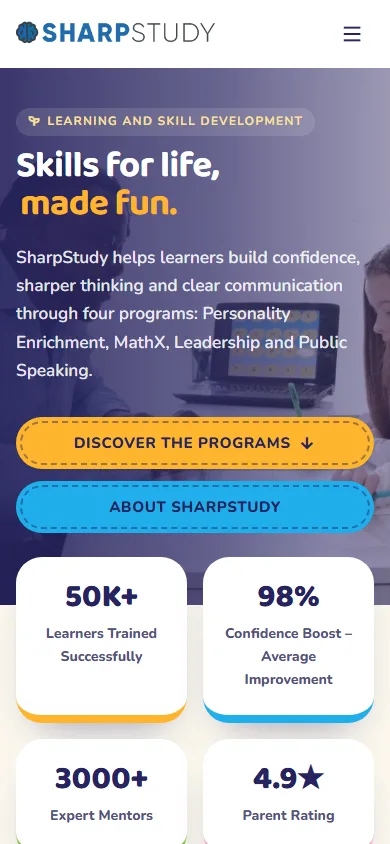 SHARPSTUDY
LEARNING AND SKILL DEVELOPMENT
Skills for life,
made fun.
SharpStudy helps learners build confidence,
sharper thinking and clear communication
through four programs: Personality
Enrichment, MathX, Leadership and Public
Speaking.
DISCOVER THE PROGRAMS ↓
ABOUT SHARPSTUDY
50K+
Learners Trained
Successfully
98%
Confidence Boost –
Average
Improvement
3000+
Expert Mentors
4.9★
Parent Rating